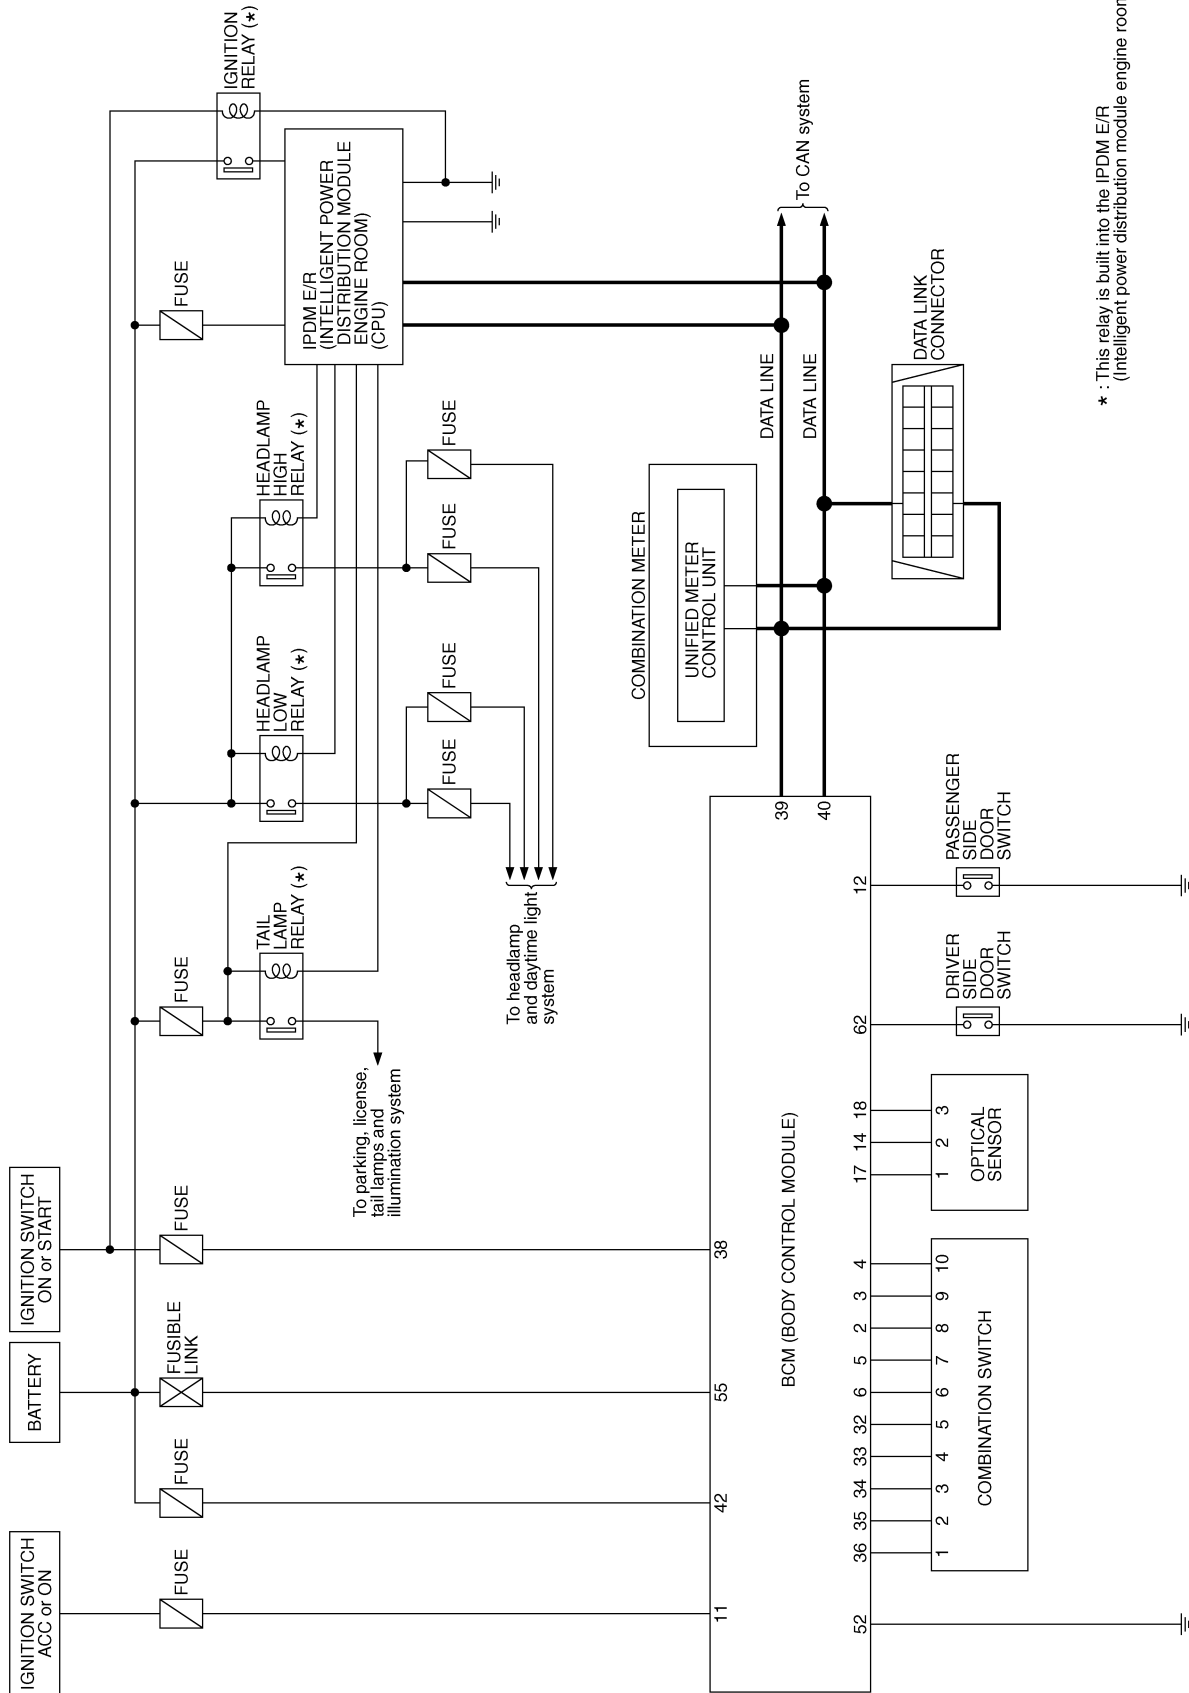 IGNITION SWITCH
ACC or ON
BATTERY
IGNITION SWITCH
ON or START
FUSE
FUSE
FUSIBLE
LINK
FUSE
FUSE
FUSE
IGNITION
RELAY (*)
TAIL
LAMP
RELAY (*)
HEADLAMP
LOW
RELAY (*)
HEADLAMP
HIGH
RELAY (*)
IPDM E/R
(INTELLIGENT POWER
DISTRIBUTION MODULE
ENGINE ROOM)
(CPU)
To parking, license,
tail lamps and
illumination system
FUSE
FUSE
FUSE
FUSE
To headlamp
and daytime light
system
COMBINATION METER
UNIFIED METER
CONTROL UNIT
DATA LINE
DATA LINE
To CAN system
DATA LINK
CONNECTOR
11
42
55
38
39
40
BCM (BODY CONTROL MODULE)
52
36
35
34
33
32
6
5
2
3
4
17
14
18
62
12
1
2
3
4
5
6
7
8
9
10
COMBINATION SWITCH
1
2
3
OPTICAL
SENSOR
DRIVER
SIDE
DOOR
SWITCH
PASSENGER
SIDE
DOOR
SWITCH
* : This relay is built into the IPDM E/R
(Intelligent power distribution module engine room